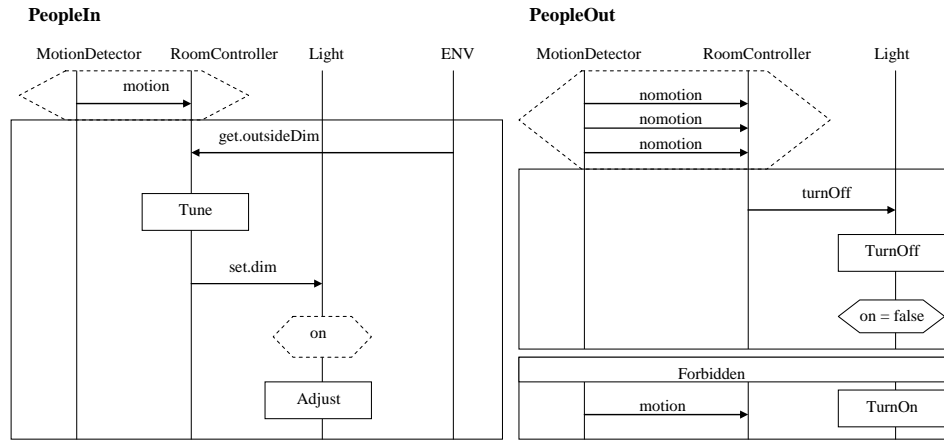 PeopleIn
MotionDetector RoomController Light ENV
motion
get.outsideDim
Tune
set.dim
on
Adjust
PeopleOut
MotionDetector RoomController Light
nomotion
nomotion
nomotion
turnOff
TurnOff
on = false
Forbidden
motion TurnOn